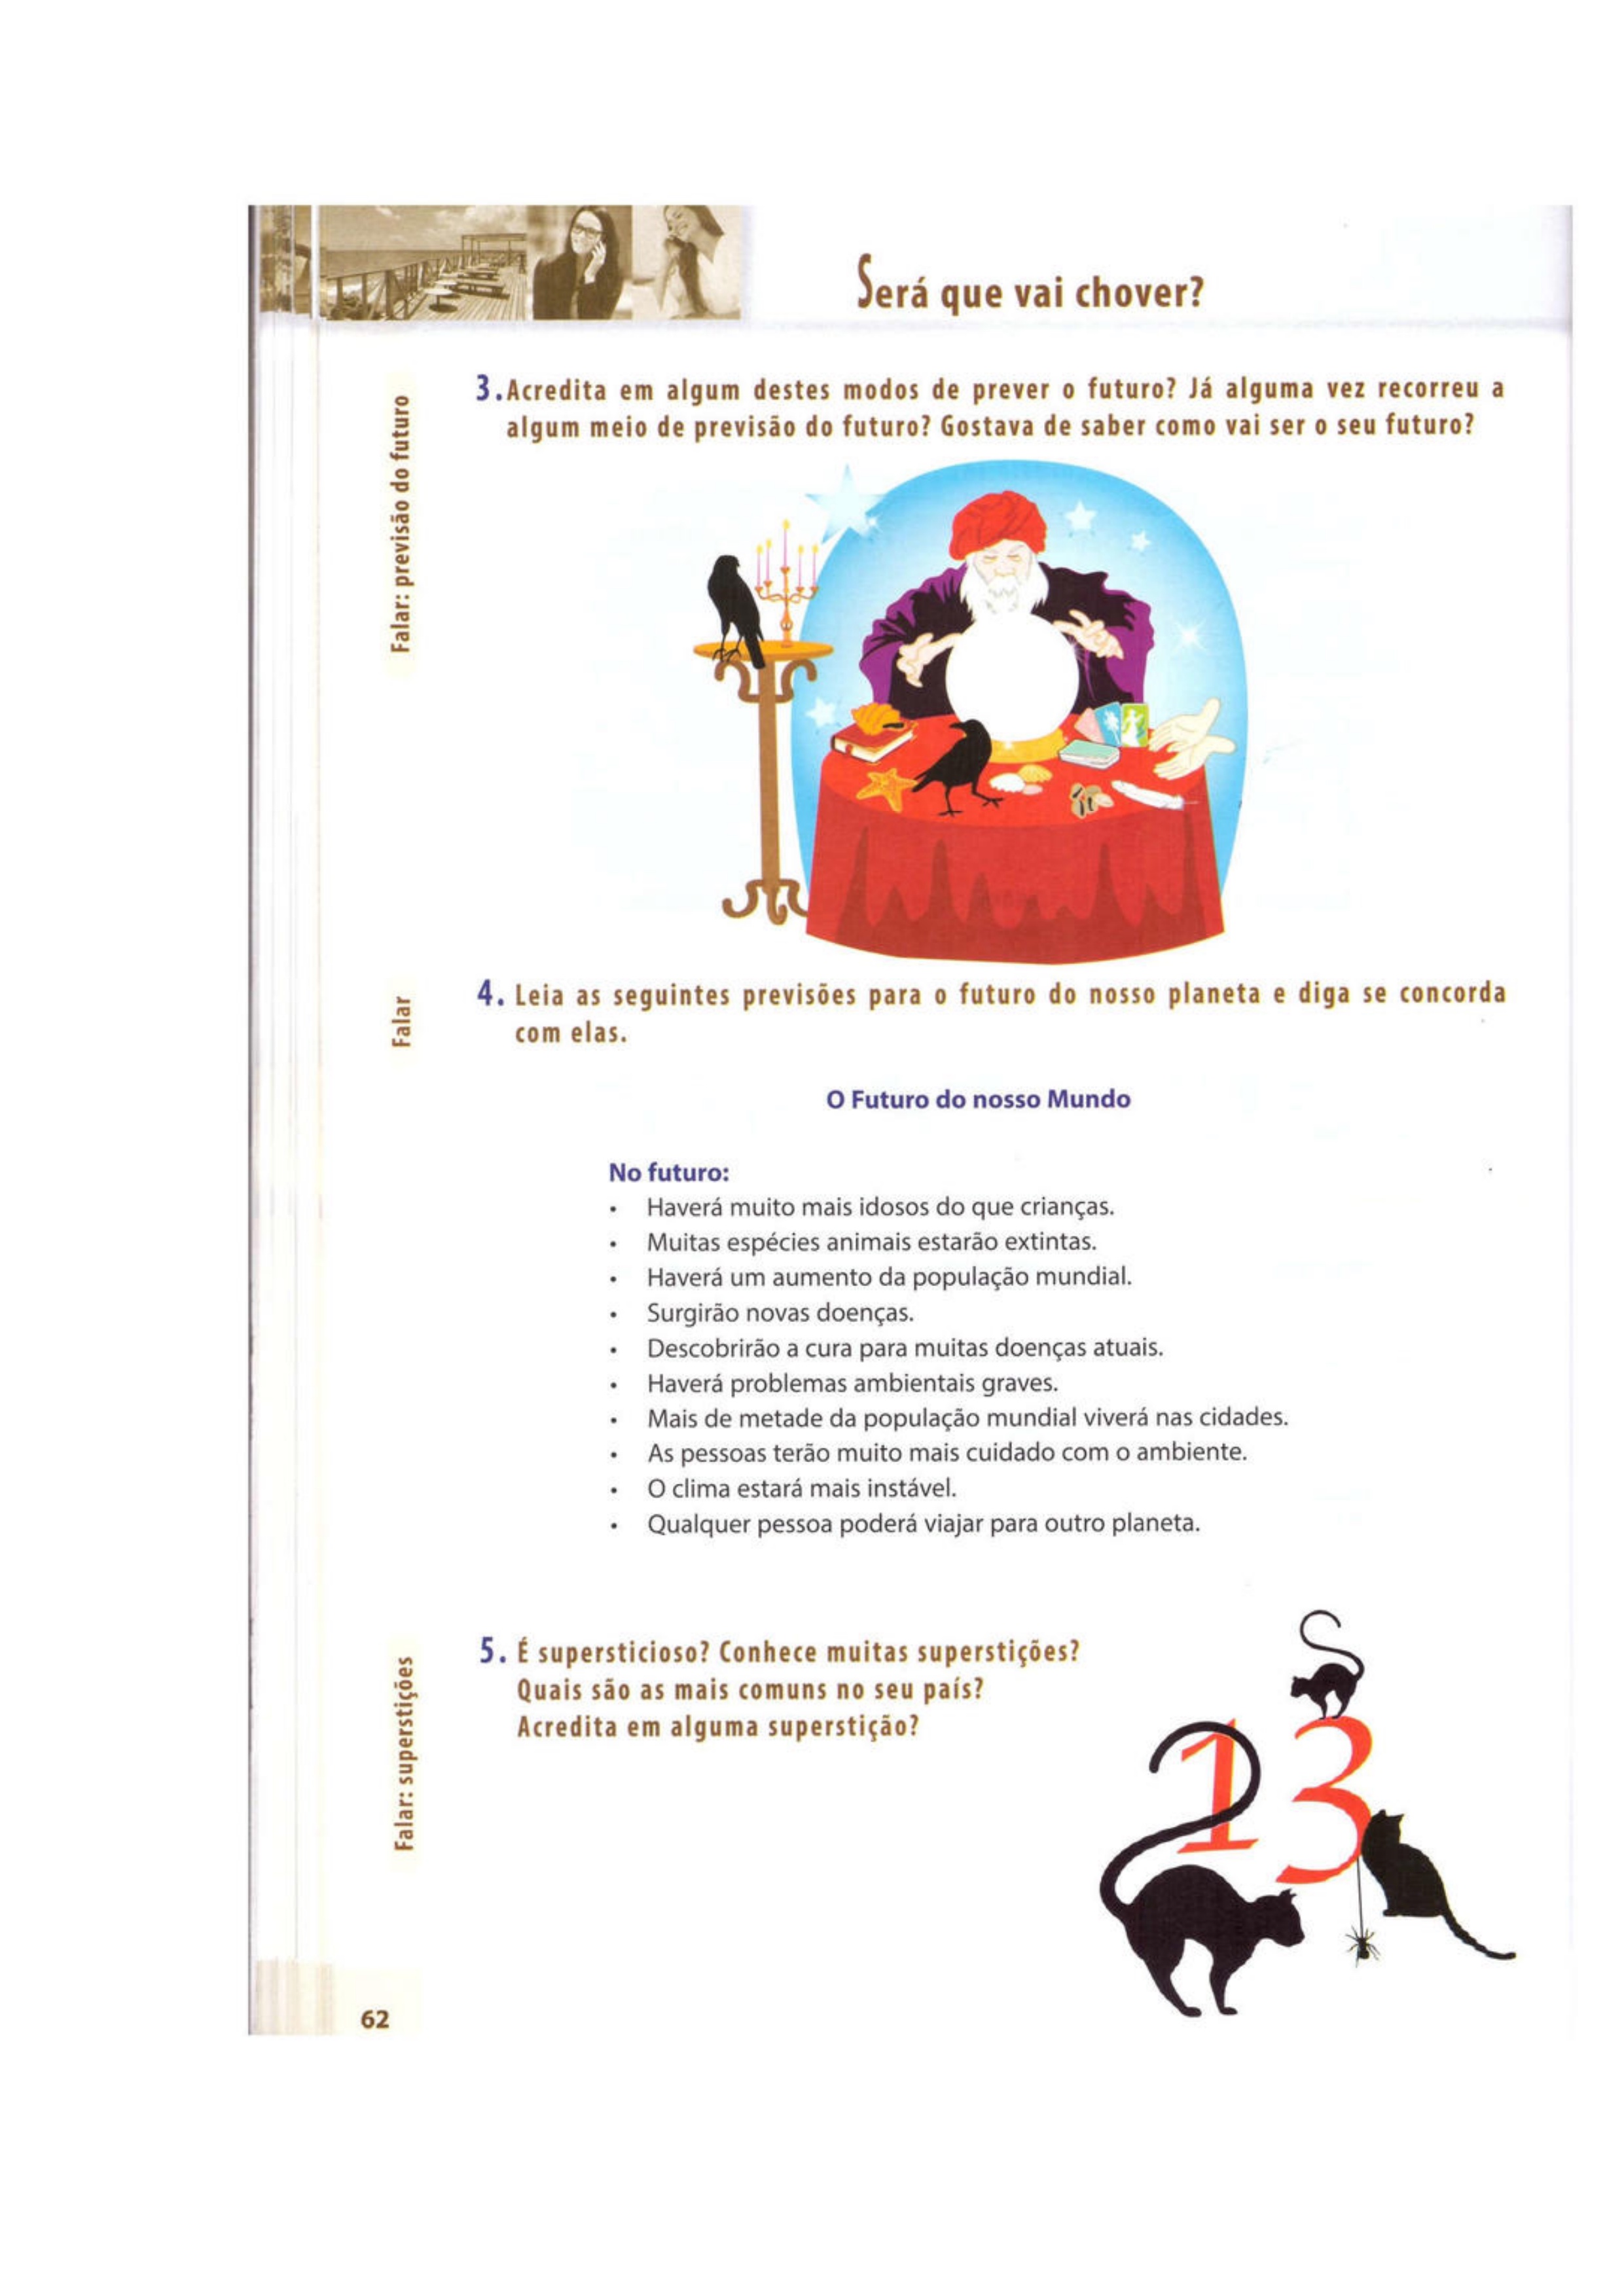 Será que vai chover?
Falar: previsão do futuro
3. Acredita em algum destes modos de prever o futuro? Já alguma vez recorreu a
algum meio de previsão do futuro? Gostava de saber como vai ser o seu futuro?
Falar
4. Leia as seguintes previsões para o futuro do nosso planeta e diga se concorda
com elas.
O Futuro do nosso Mundo
No futuro:
• Haverá muito mais idosos do que crianças.
• Muitas espécies animais estarão extintas.
• Haverá um aumento da população mundial.
• Surgirão novas doenças.
• Descobrirão a cura para muitas doenças atuais.
• Haverá problemas ambientais graves.
• Mais de metade da população mundial viverá nas cidades.
• As pessoas terão muito mais cuidado com o ambiente.
• O clima estará mais instável.
• Qualquer pessoa poderá viajar para outro planeta.
Falar: superstições
5. É supersticioso? Conhece muitas superstições?
Quais são as mais comuns no seu país?
Acredita em alguma superstição?
13
62